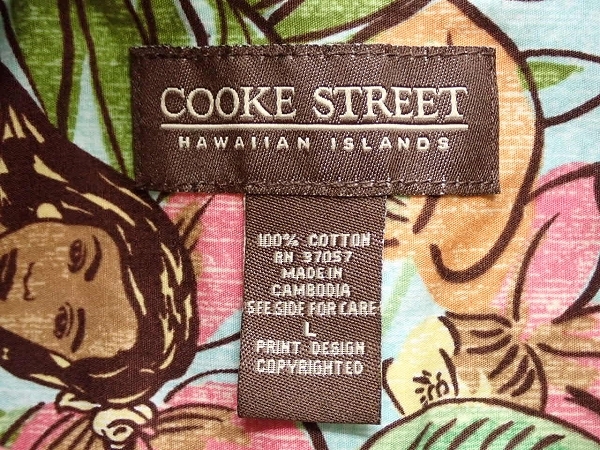 COOKE STREET
HAWAIIAN ISLANDS
100% COTTON
RN 37057
MADE IN
CAMBODIA
SEE SIDE FOR CARE
L
PRINT DESIGN
COPYRIGHTED